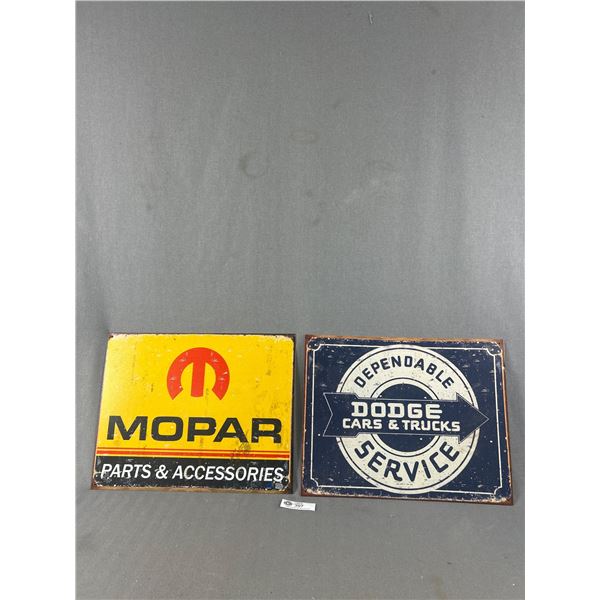 MOPAR
PARTS & ACCESSORIES
DEPENDABLE
DODGE
CARS & TRUCKS
SERVICE